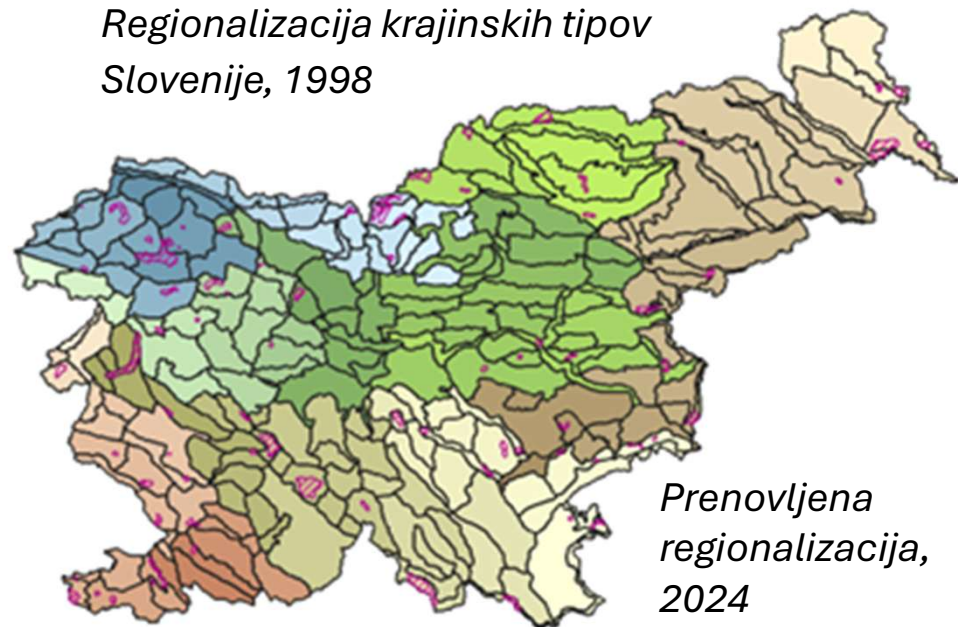 Regionalizacija krajinskih tipov
Slovenije, 1998
Prenovljena
regionalizacija,
2024